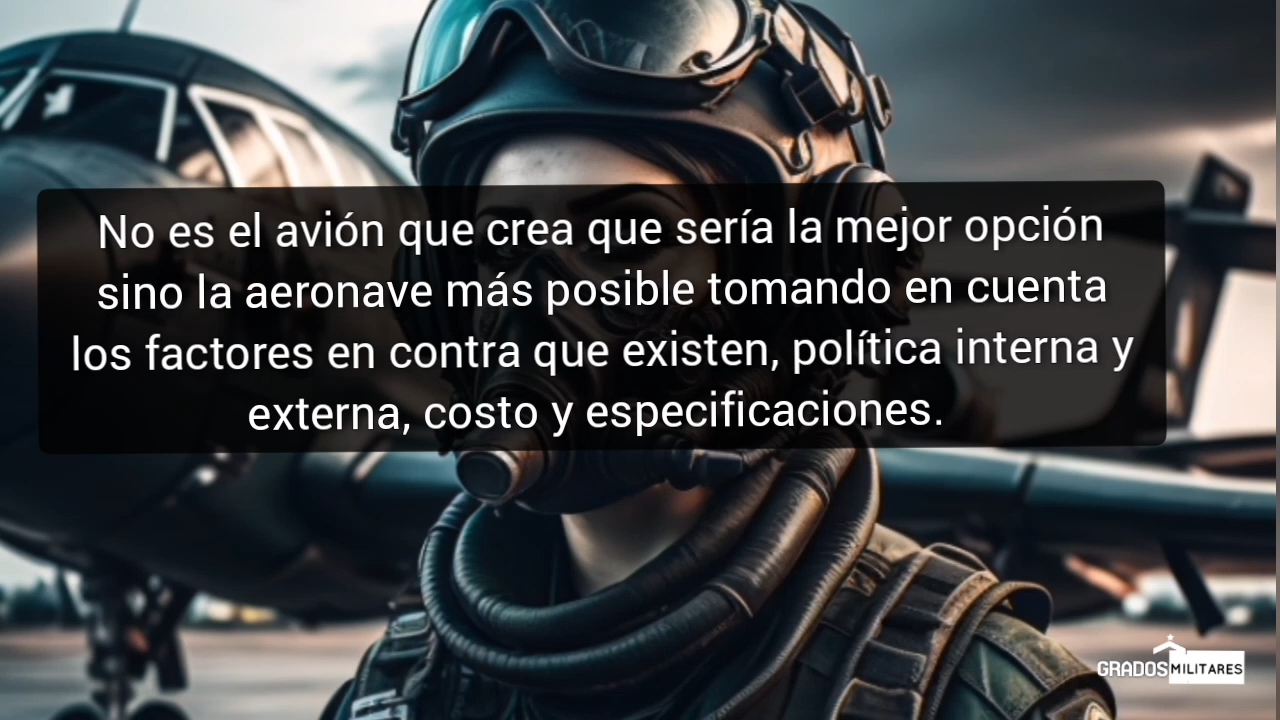 No es el avión que crea que sería la mejor opción
sino la aeronave más posible tomando en cuenta
los factores en contra que existen, política interna y
externa, costo y especificaciones.
GRADOS MILITARES